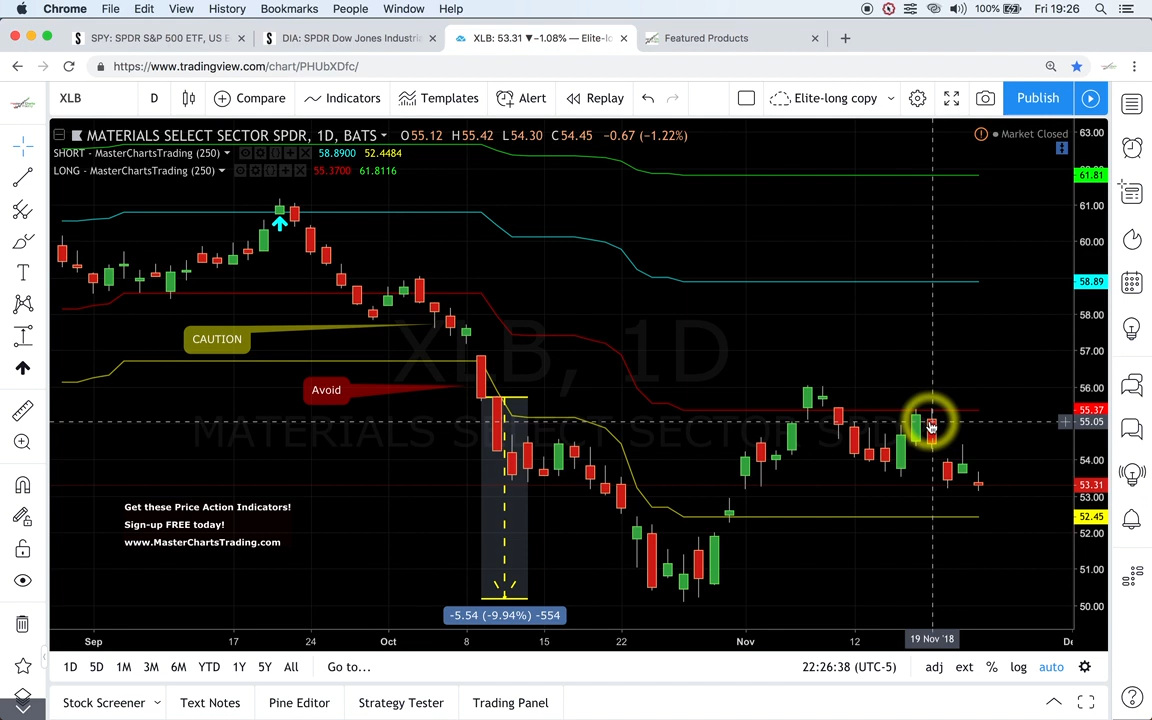 Chrome File Edit View History Bookmarks People Window Help 100% Fri 19:26
SPY: SPDR S&P 500 ETF, US E DIA: SPDR Dow Jones Industria XLB: 53.31 ▼−1.08% — Elite-lo Featured Products
https://www.tradingview.com/chart/PHUbXDfc/
XLB D Compare Indicators Templates Alert Replay Elite-long copy Publish
MATERIALS SELECT SECTOR SPDR, 1D, BATS O55.12 H55.42 L54.30 C54.45 −0.67 (−1.22%) Market Closed
SHORT - MasterChartsTrading (250) 58.8900 52.4484
LONG - MasterChartsTrading (250) 55.3700 61.8116
63.00
61.81
61.00
60.00
58.89
58.00
57.00
56.00
55.37
55.05
54.00
53.31
53.00
52.45
52.00
51.00
50.00
XLB, 1D
MATERIALS SELECT SECTOR SPDR
CAUTION
Avoid
Get these Price Action Indicators!
Sign-up FREE today!
www.MasterChartsTrading.com
-5.54 (-9.94%) -554
Sep 17 24 Oct 8 15 22 Nov 12 19 Nov '18 De
1D 5D 1M 3M 6M YTD 1Y 5Y All Go to... 22:26:38 (UTC-5) adj ext % log auto
Stock Screener Text Notes Pine Editor Strategy Tester Trading Panel